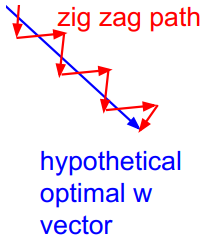 zig zag path
hypothetical
optimal w
vector